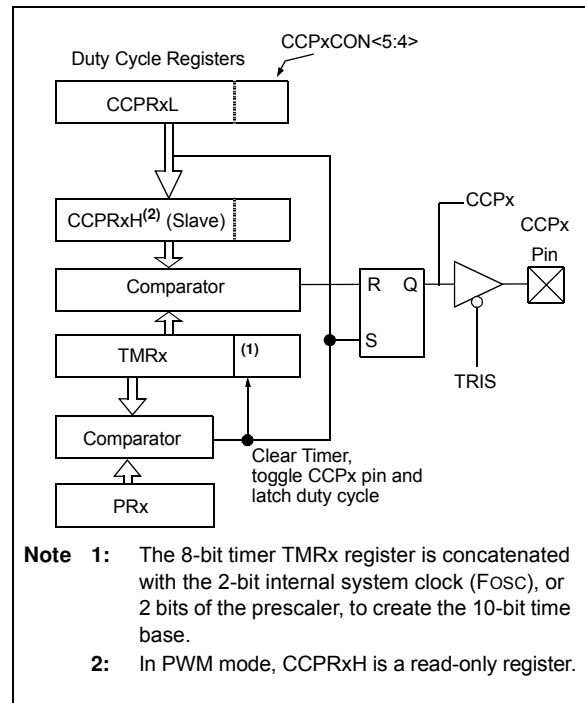 CCPxCON<5:4>
Duty Cycle Registers
CCPRxL
CCPRxH(2) (Slave)
CCPx
CCPx
Pin
Comparator
R Q
TMRx (1)
S
TRIS
Comparator
Clear Timer,
toggle CCPx pin and
latch duty cycle
PRx
Note 1: The 8-bit timer TMRx register is concatenated
with the 2-bit internal system clock (FOSC), or
2 bits of the prescaler, to create the 10-bit time
base.
2: In PWM mode, CCPRxH is a read-only register.